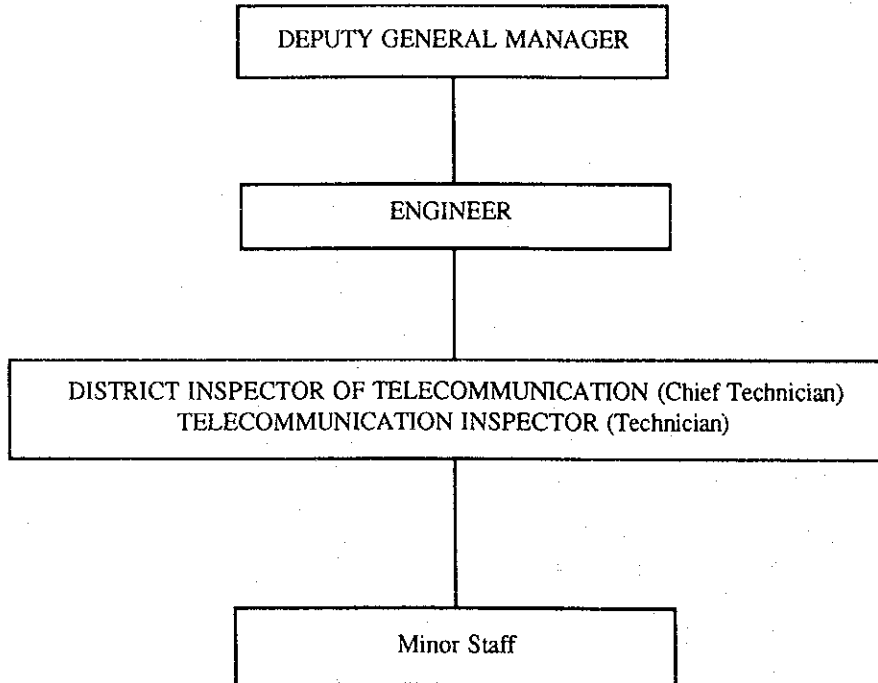 DEPUTY GENERAL MANAGER
ENGINEER
DISTRICT INSPECTOR OF TELECOMMUNICATION (Chief Technician)
TELECOMMUNICATION INSPECTOR (Technician)
Minor Staff